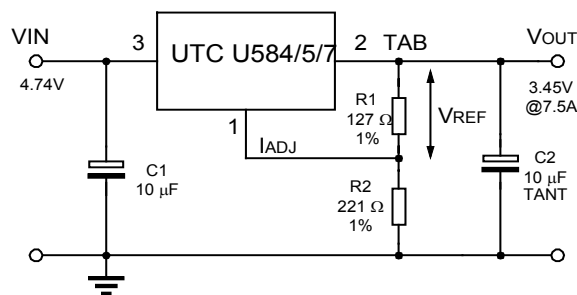 VIN
4.74V
3
UTC U584/5/7
2
TAB
VOUT
3.45V
@7.5A
1
IADJ
R1
127 Ω
1%
VREF
C1
10 µF
R2
221 Ω
1%
C2
10 µF
TANT